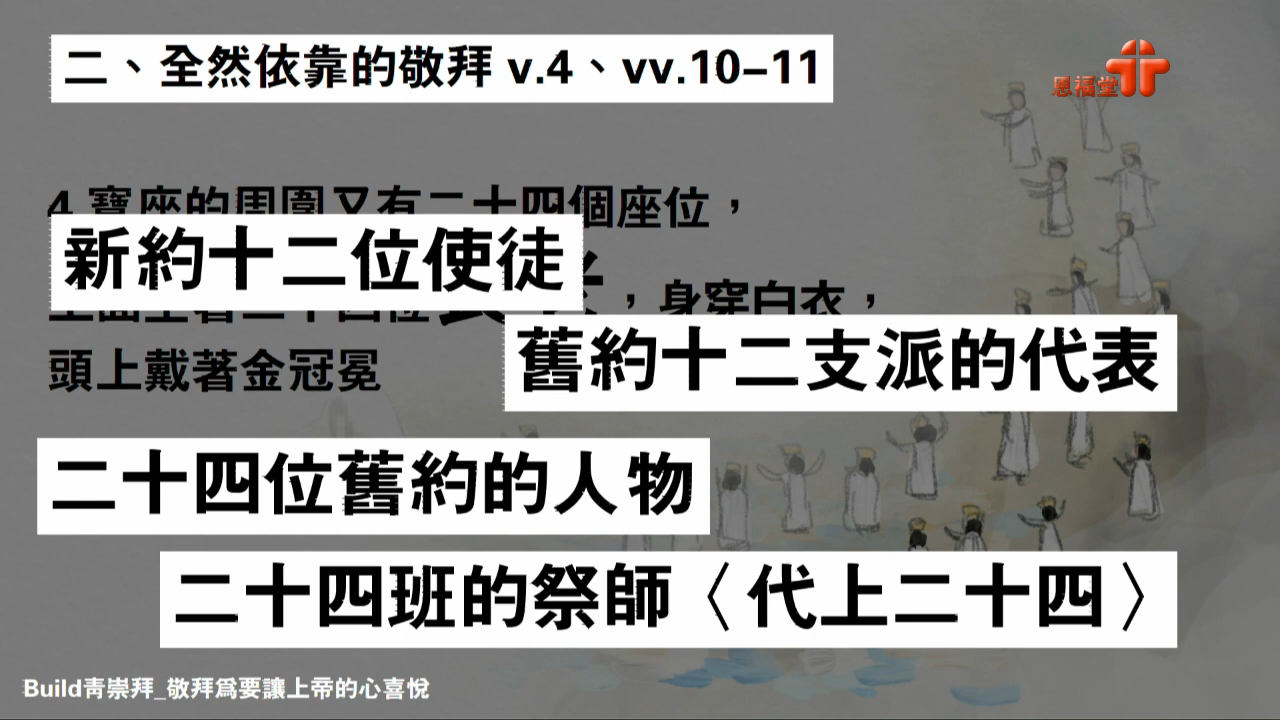 二、全然依靠的敬拜 v.4、vv.10-11
恩福堂
4 寶座的周圍又有二十四個座位，
新約十二位使徒
，身穿白衣，
舊約十二支派的代表
頭上戴著金冠冕
二十四位舊約的人物
二十四班的祭師〈代上二十四〉
Build青崇拜_敬拜為要讓上帝的心喜悅